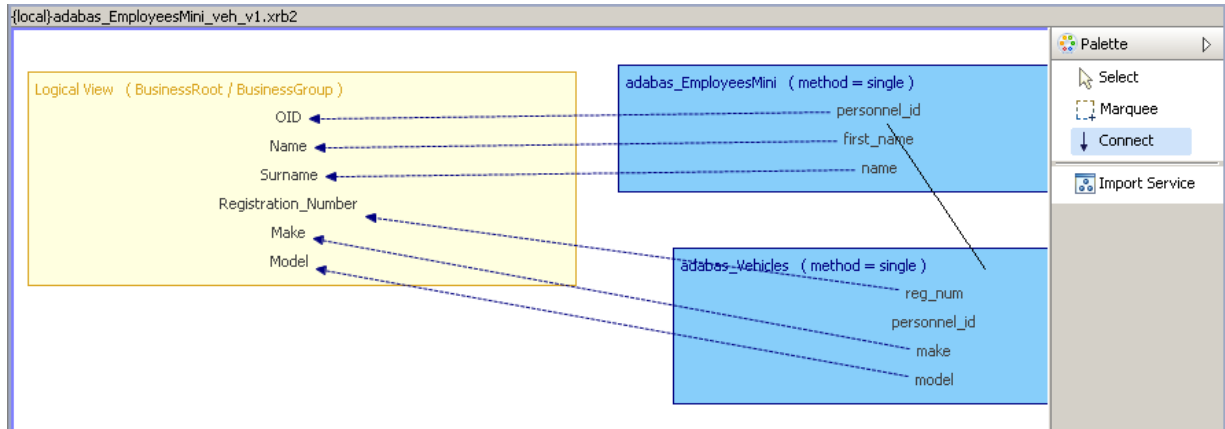 {local}adabas_EmployeesMini_veh_v1.xrb2
Logical View ( BusinessRoot / BusinessGroup )
OID
Name
Surname
Registration_Number
Make
Model
adabas_EmployeesMini ( method = single )
personnel_id
first_name
name
adabas_Vehicles ( method = single )
reg_num
personnel_id
make
model
Palette
Select
Marquee
Connect
Import Service